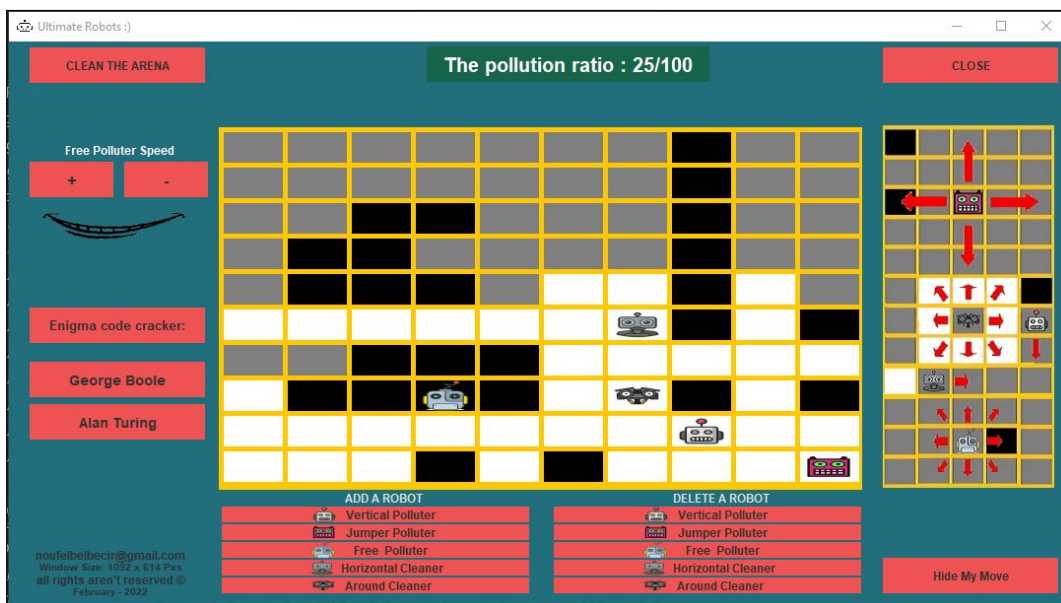 Ultimate Robots :)
CLEAN THE ARENA
The pollution ratio : 25/100
CLOSE
Free Polluter Speed
+
-
Enigma code cracker:
George Boole
Alan Turing
ADD A ROBOT
Vertical Polluter
Jumper Polluter
Free Polluter
Horizontal Cleaner
Around Cleaner
DELETE A ROBOT
Vertical Polluter
Jumper Polluter
Free Polluter
Horizontal Cleaner
Around Cleaner
noufelbelbecir@gmail.com
Window Size: 1092 x 614 Pxs
all rights aren't reserved ©
February - 2022
Hide My Move